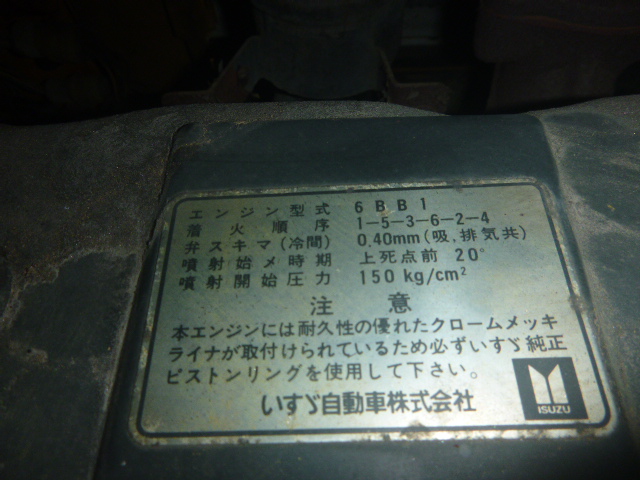 エンジン型式 6BB1
着火順序 1-5-3-6-2-4
弁スキマ(冷間) 0.40mm(吸,排気共)
噴射始メ時期 上死点前 20°
噴射開始圧力 150 kg/cm²
注意
本エンジンには耐久性の優れたクロームメッキ
ライナが取付けられているため必ずいすゞ純正
ピストンリングを使用して下さい。
いすゞ自動車株式会社
ISUZU